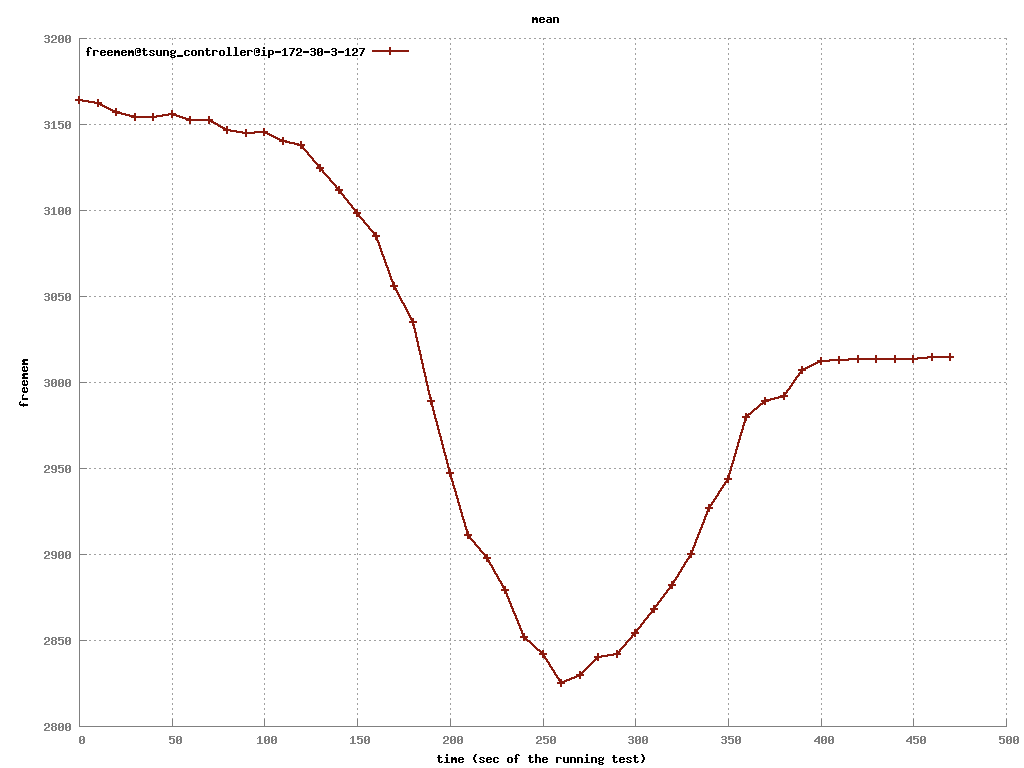 mean
freemem@tsung_controller@ip-172-30-3-127
3200
3150
3100
3050
3000
2950
2900
2850
2800
freemem
0 50 100 150 200 250 300 350 400 450 500
time (sec of the running test)